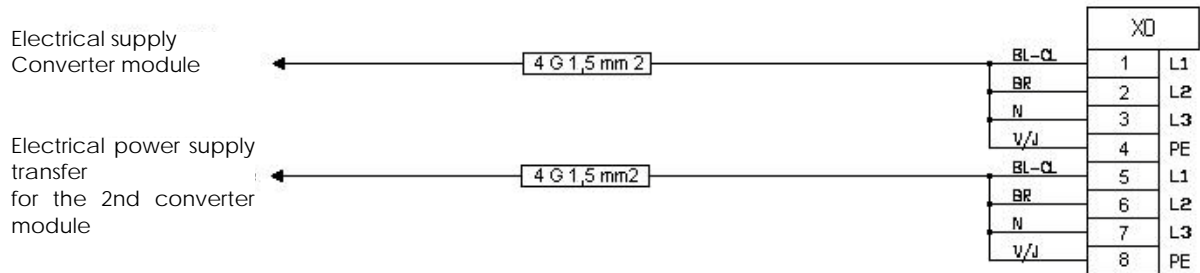 Electrical supply
Converter module
4 G 1,5 mm 2
Electrical power supply
transfer
for the 2nd converter
module
4 G 1,5 mm2
X0
BL-CL 1 L1
BR 2 L2
N 3 L3
V/J 4 PE
BL-CL 5 L1
BR 6 L2
N 7 L3
V/J 8 PE